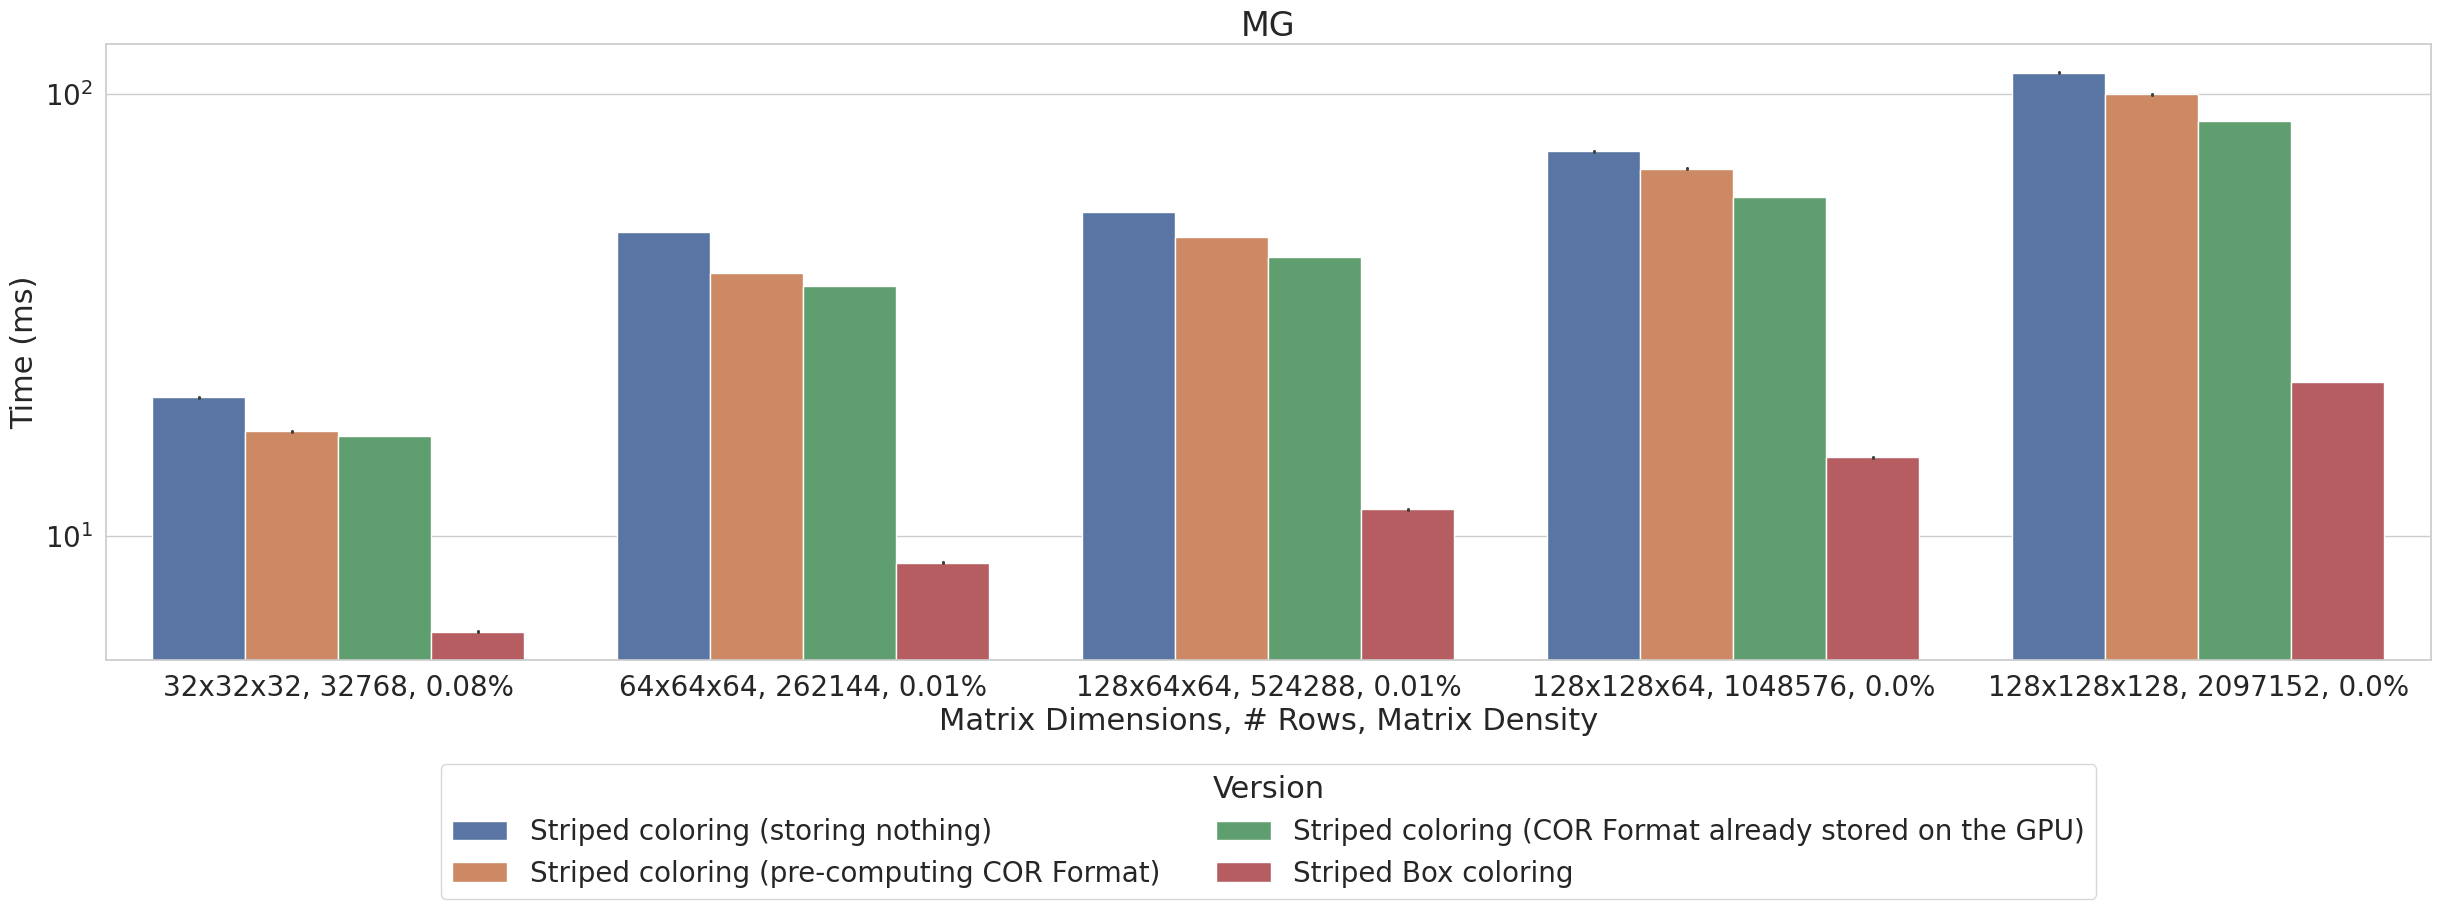 MG
10²
10¹
Time (ms)
32x32x32, 32768, 0.08%
64x64x64, 262144, 0.01%
128x64x64, 524288, 0.01%
128x128x64, 1048576, 0.0%
128x128x128, 2097152, 0.0%
Matrix Dimensions, # Rows, Matrix Density
Version
Striped coloring (storing nothing)
Striped coloring (pre-computing COR Format)
Striped coloring (COR Format already stored on the GPU)
Striped Box coloring